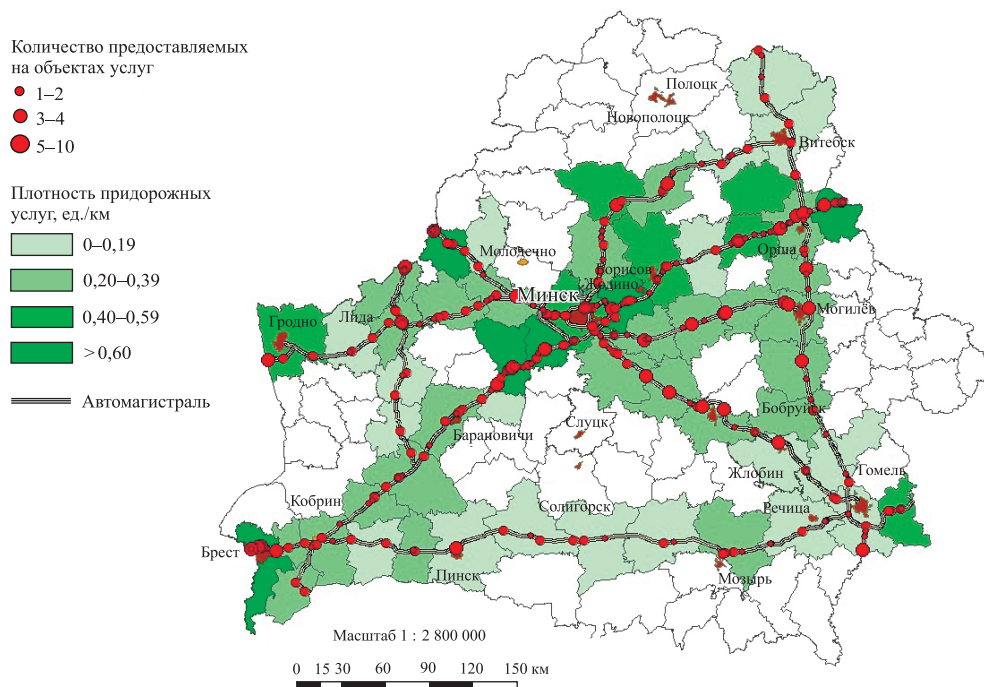 Количество предоставляемых
на объектах услуг
1–2
3–4
5–10
Плотность придорожных
услуг, ед./км
0–0,19
0,20–0,39
0,40–0,59
> 0,60
Автомагистраль
Полоцк
Новополоцк
Витебск
Молодечно
Орша
Борисов
Жодино
Минск
Могилёв
Лида
Гродно
Бобруйск
Слуцк
Барановичи
Жлобин
Гомель
Кобрин
Солигорск
Речица
Брест
Пинск
Мозырь
Масштаб 1 : 2 800 000
0 15 30 60 90 120 150 км